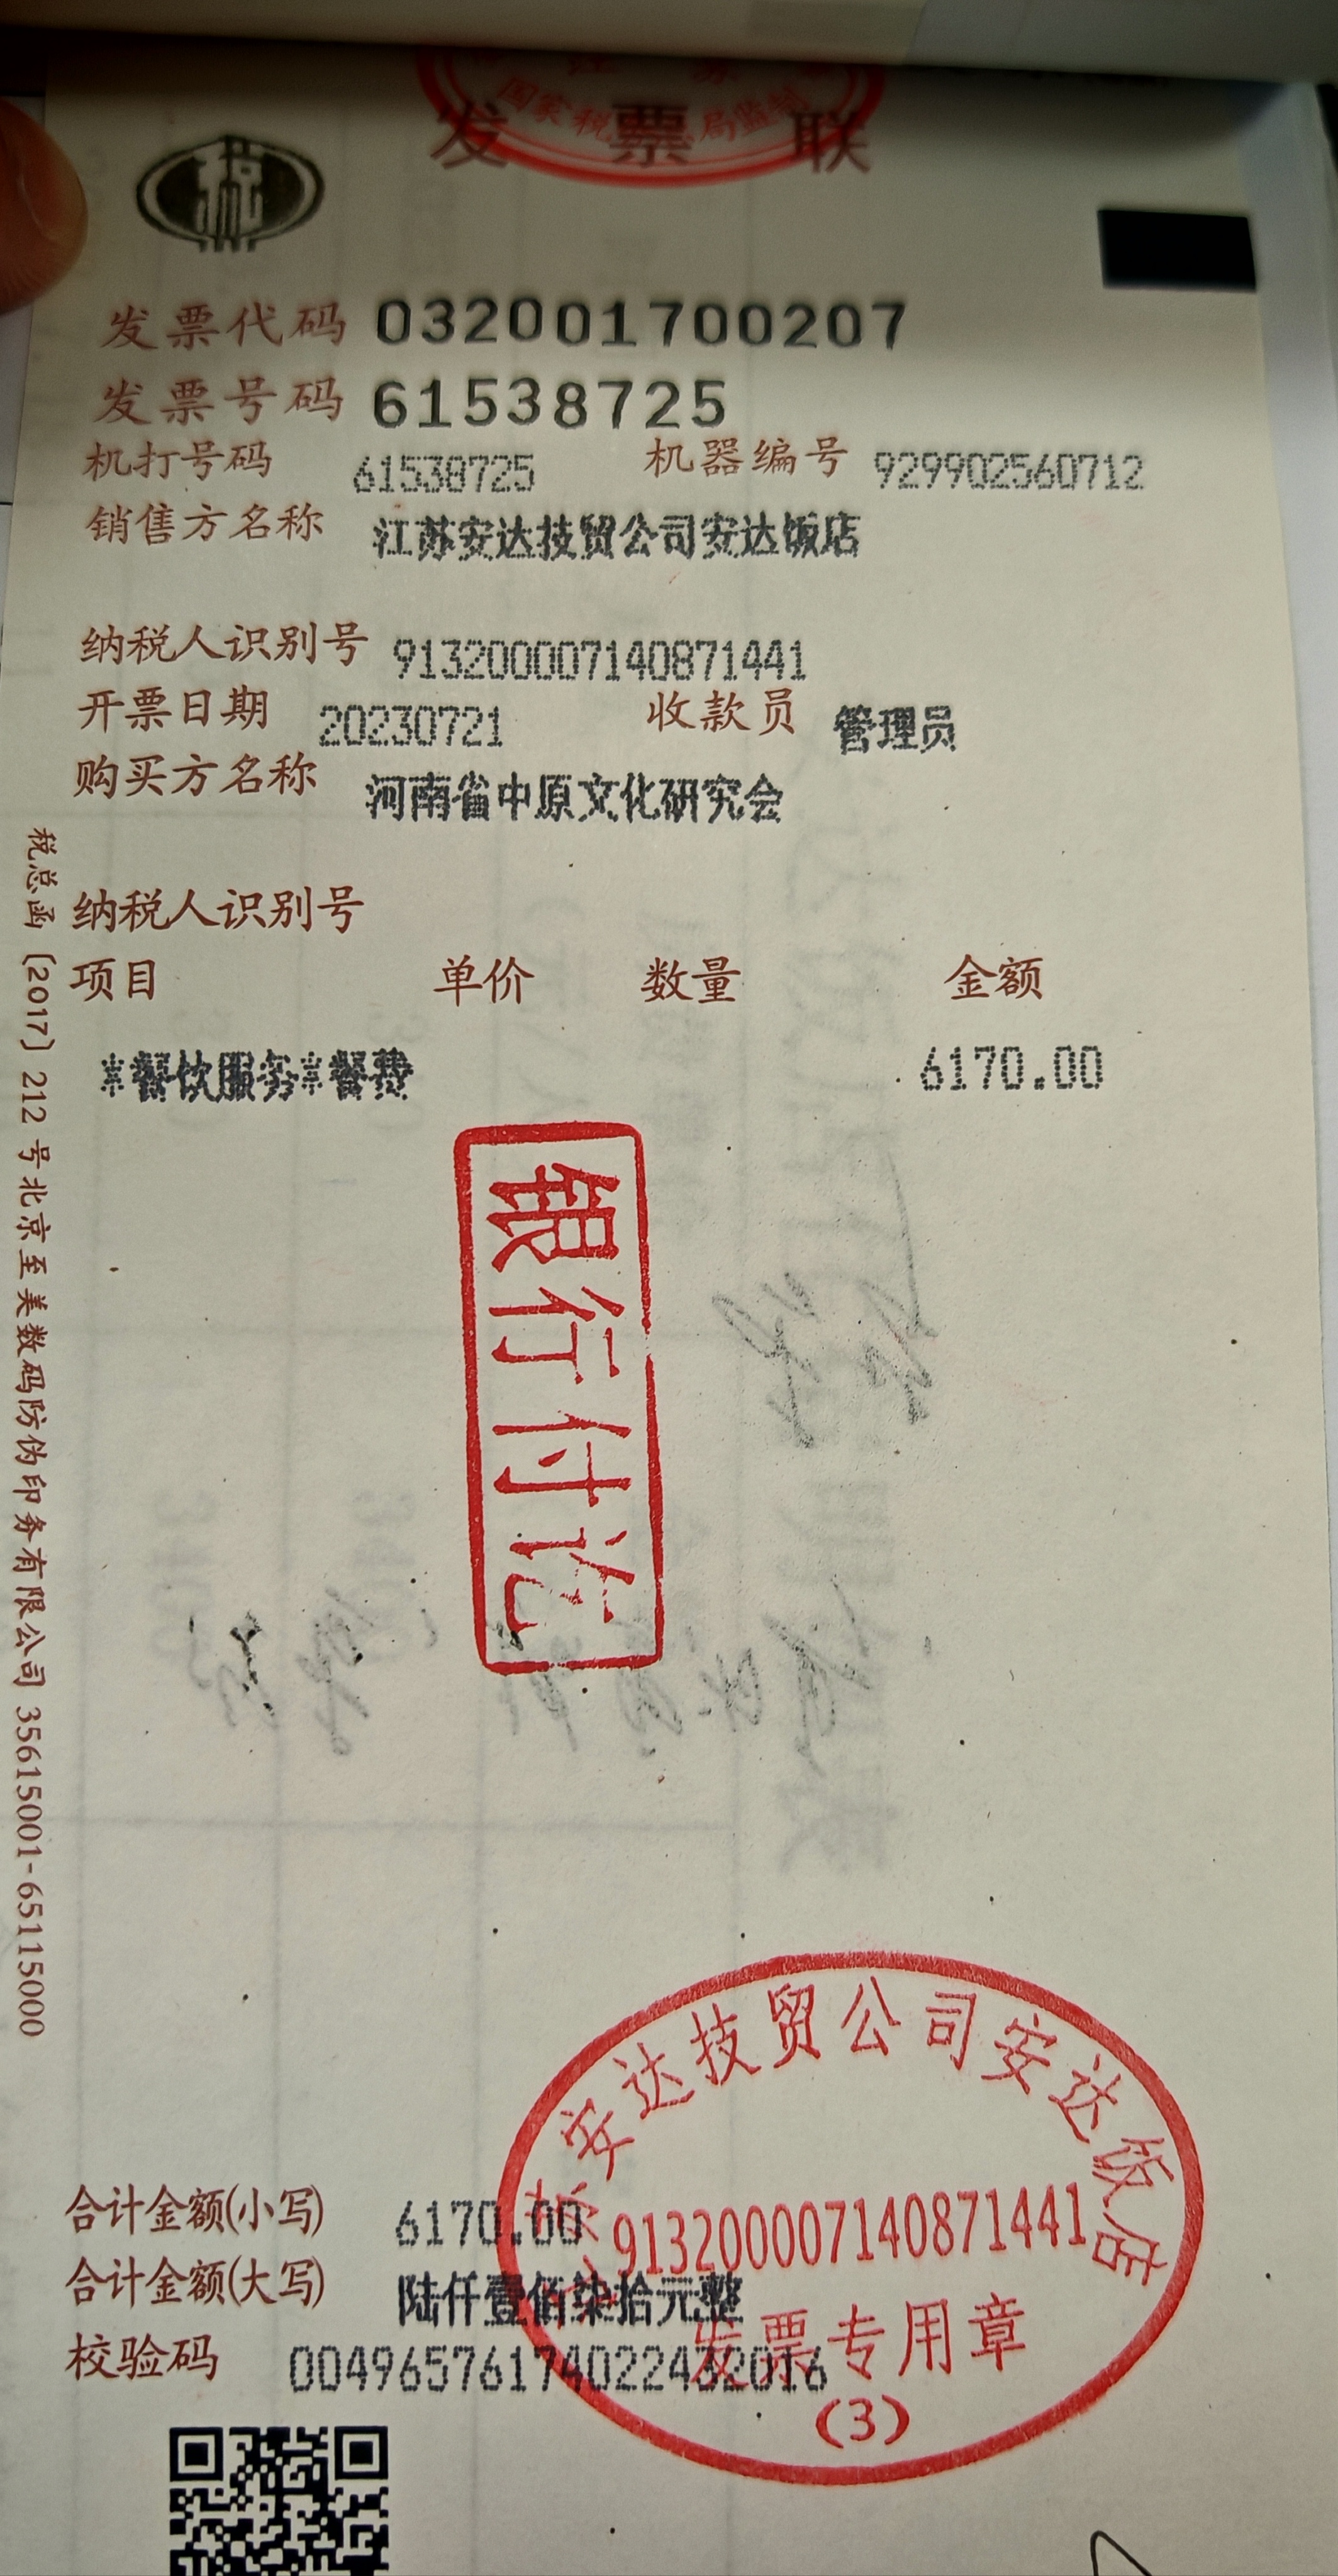 国家税 局监制
发票联
税
发票代码 032001700207
发票号码 61538725
机打号码 61538725 机器编号 929902560712
销售方名称 江苏安达技贸公司安达饭店
纳税人识别号 913200007140871441
开票日期 20230721 收款员 管理员
购买方名称 河南省中原文化研究会
纳税人识别号
项目 单价 数量 金额
*餐饮服务*餐费 6170.00
银行付讫
税总函〔2017〕212号北京至美数码防伪印务有限公司 35615001-65115000
合计金额(小写) 6170.00
合计金额(大写) 陆仟壹佰柒拾元整
校验码 00496576174022432016
江苏安达技贸公司安达饭店
913200007140871441
发票专用章
(3)